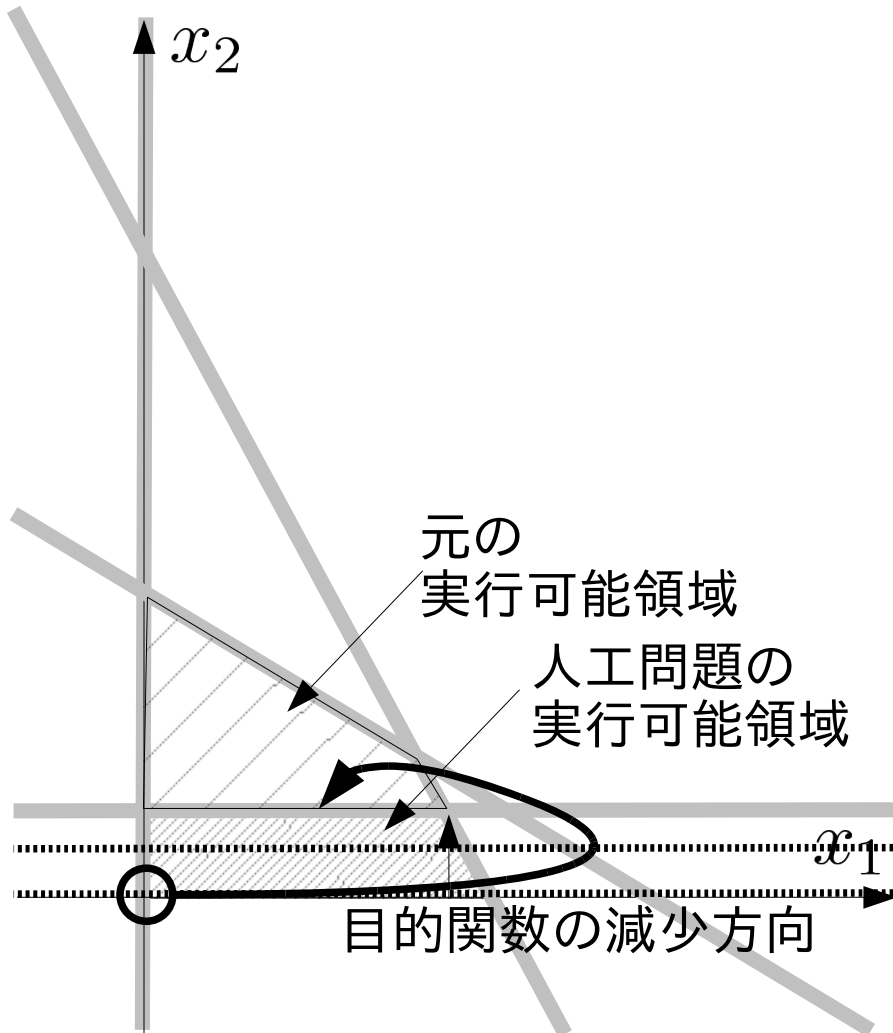 x₂
元の
実行可能領域
人工問題の
実行可能領域
x₁
目的関数の減少方向